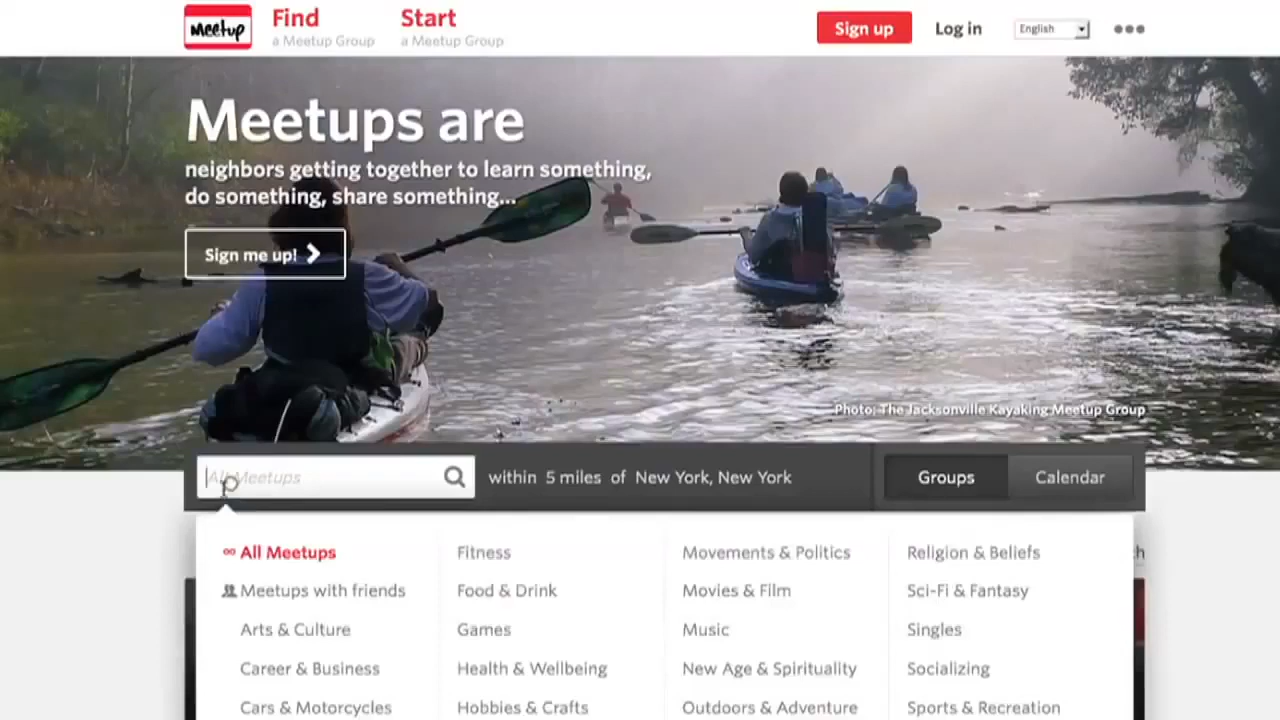 Meetup
Find
a Meetup Group
Start
a Meetup Group
Sign up
Log in
English
Meetups are
neighbors getting together to learn something,
do something, share something...
Sign me up!
Photo: The Jacksonville Kayaking Meetup Group
All Meetups
within 5 miles of New York, New York
Groups
Calendar
All Meetups
Fitness
Movements & Politics
Religion & Beliefs
Meetups with friends
Food & Drink
Movies & Film
Sci-Fi & Fantasy
Arts & Culture
Games
Music
Singles
Career & Business
Health & Wellbeing
New Age & Spirituality
Socializing
Cars & Motorcycles
Hobbies & Crafts
Outdoors & Adventure
Sports & Recreation